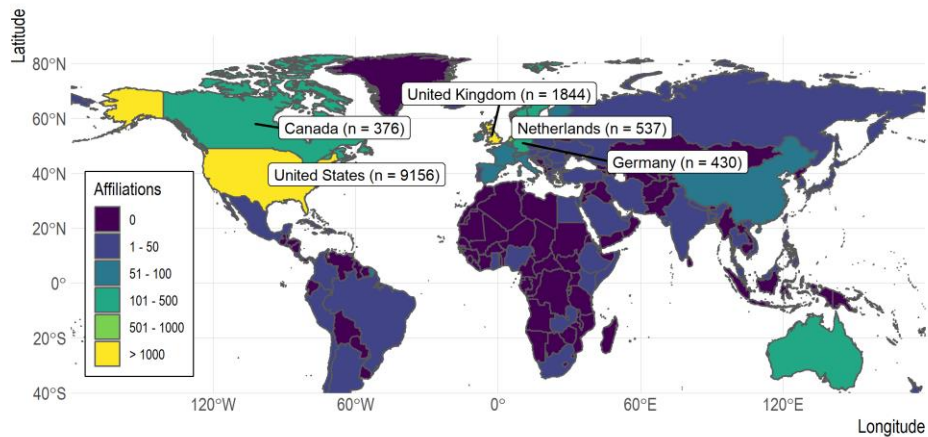 Latitude
80°N
60°N
40°N
20°N
0°
20°S
40°S
United Kingdom (n = 1844)
Canada (n = 376)
Netherlands (n = 537)
Germany (n = 430)
United States (n = 9156)
Affiliations
0
1 - 50
51 - 100
101 - 500
501 - 1000
> 1000
120°W
60°W
0°
60°E
120°E
Longitude